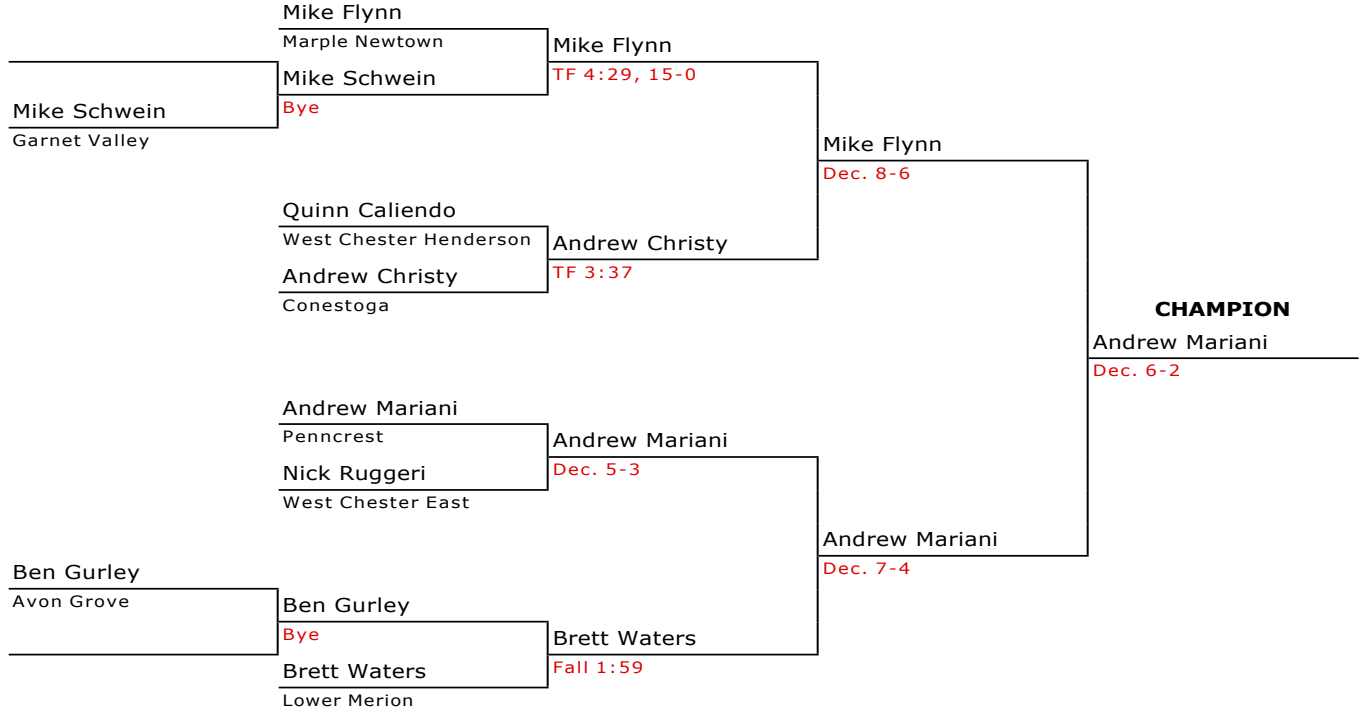 Mike Flynn
Marple Newtown
Mike Flynn
TF 4:29, 15-0
Mike Schwein
Bye
Mike Schwein
Garnet Valley
Mike Flynn
Dec. 8-6
Quinn Caliendo
West Chester Henderson
Andrew Christy
TF 3:37
Andrew Christy
Conestoga
CHAMPION
Andrew Mariani
Dec. 6-2
Andrew Mariani
Penncrest
Andrew Mariani
Dec. 5-3
Nick Ruggeri
West Chester East
Andrew Mariani
Dec. 7-4
Ben Gurley
Avon Grove
Ben Gurley
Bye
Brett Waters
Fall 1:59
Brett Waters
Lower Merion